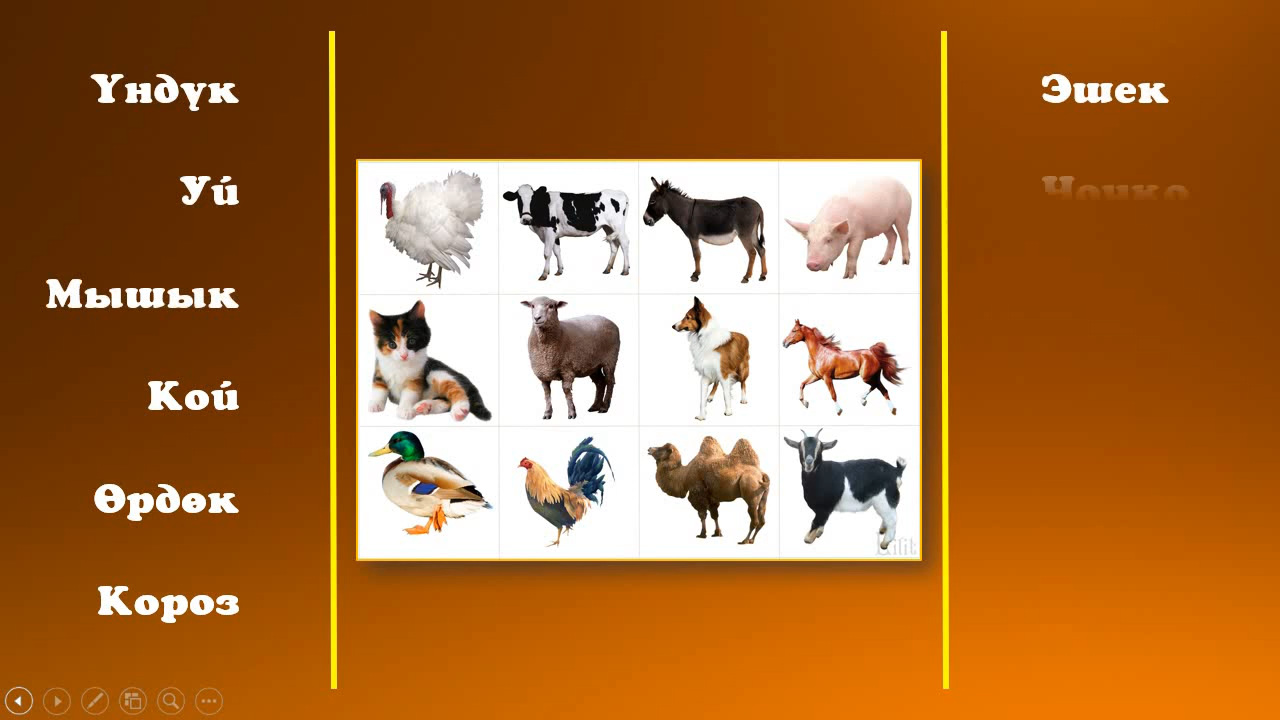 Үндүк
Уй
Мышык
Кой
Өрдөк
Короз
Эшек